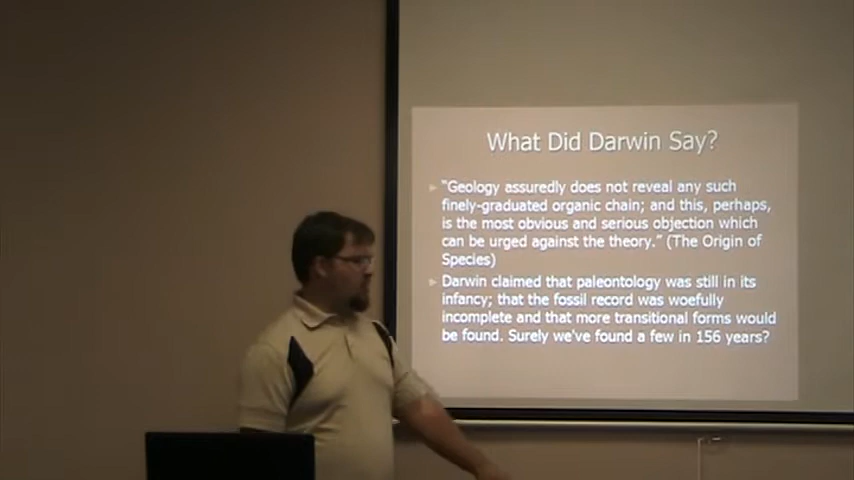 What Did Darwin Say?
"Geology assuredly does not reveal any such
finely-graduated organic chain; and this, perhaps,
is the most obvious and serious objection which
can be urged against the theory." (The Origin of
Species)
Darwin claimed that paleontology was still in its
infancy; that the fossil record was woefully
incomplete and that more transitional forms would
be found. Surely we've found a few in 156 years?